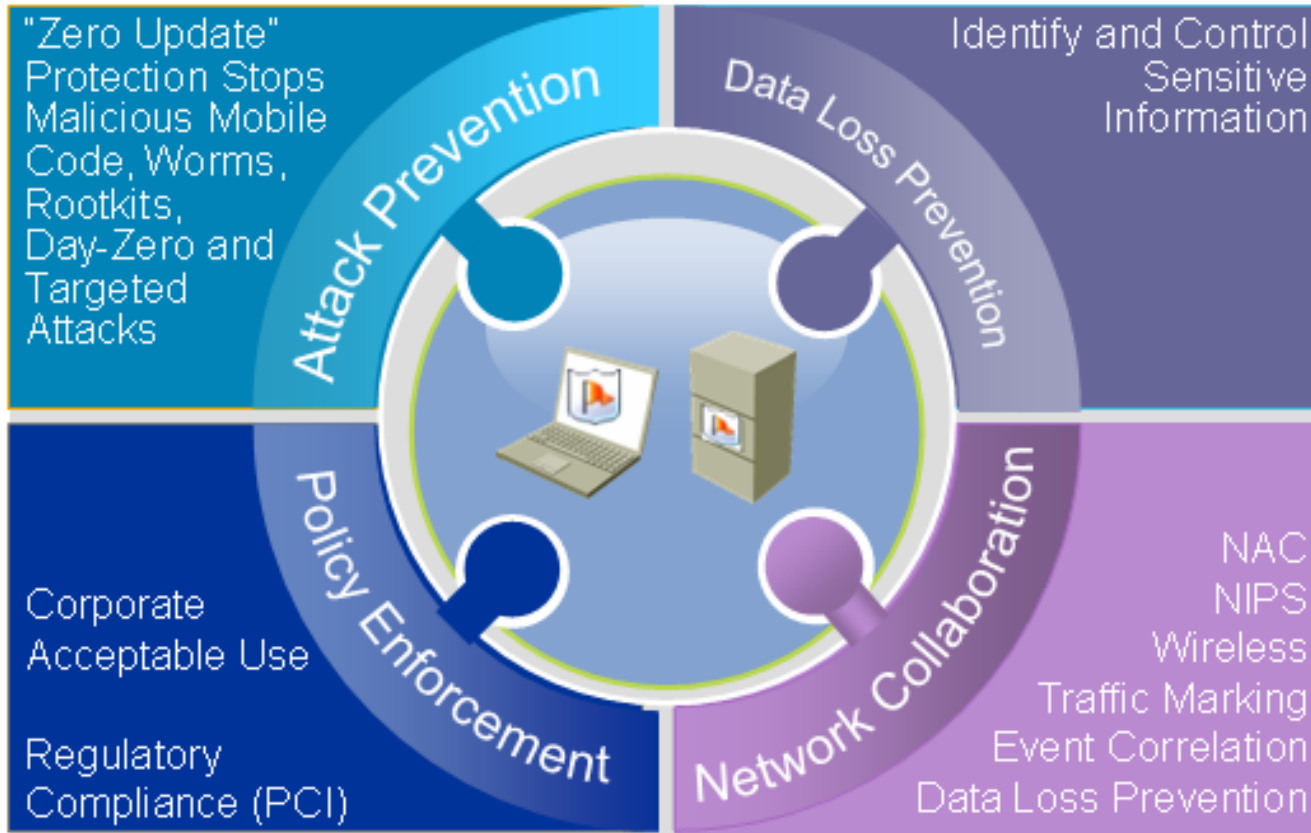 "Zero Update"
Protection Stops
Malicious Mobile
Code, Worms,
Rootkits,
Day-Zero and
Targeted
Attacks
Attack Prevention
Data Loss Prevention
Identify and Control
Sensitive
Information
Corporate
Acceptable Use
Regulatory
Compliance (PCI)
Policy Enforcement
Network Collaboration
NAC
NIPS
Wireless
Traffic Marking
Event Correlation
Data Loss Prevention